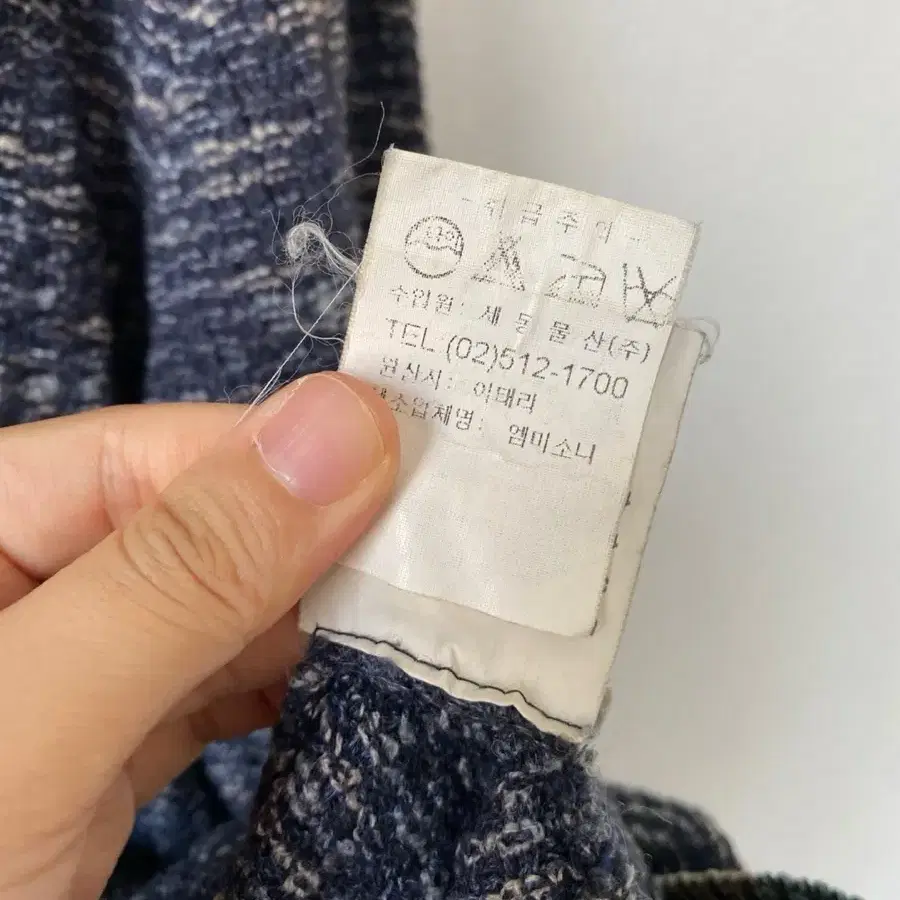 취급주의
수입원: 세동물산(주)
TEL (02)512-1700
원산지: 이태리
제조업체명: 엠미소니